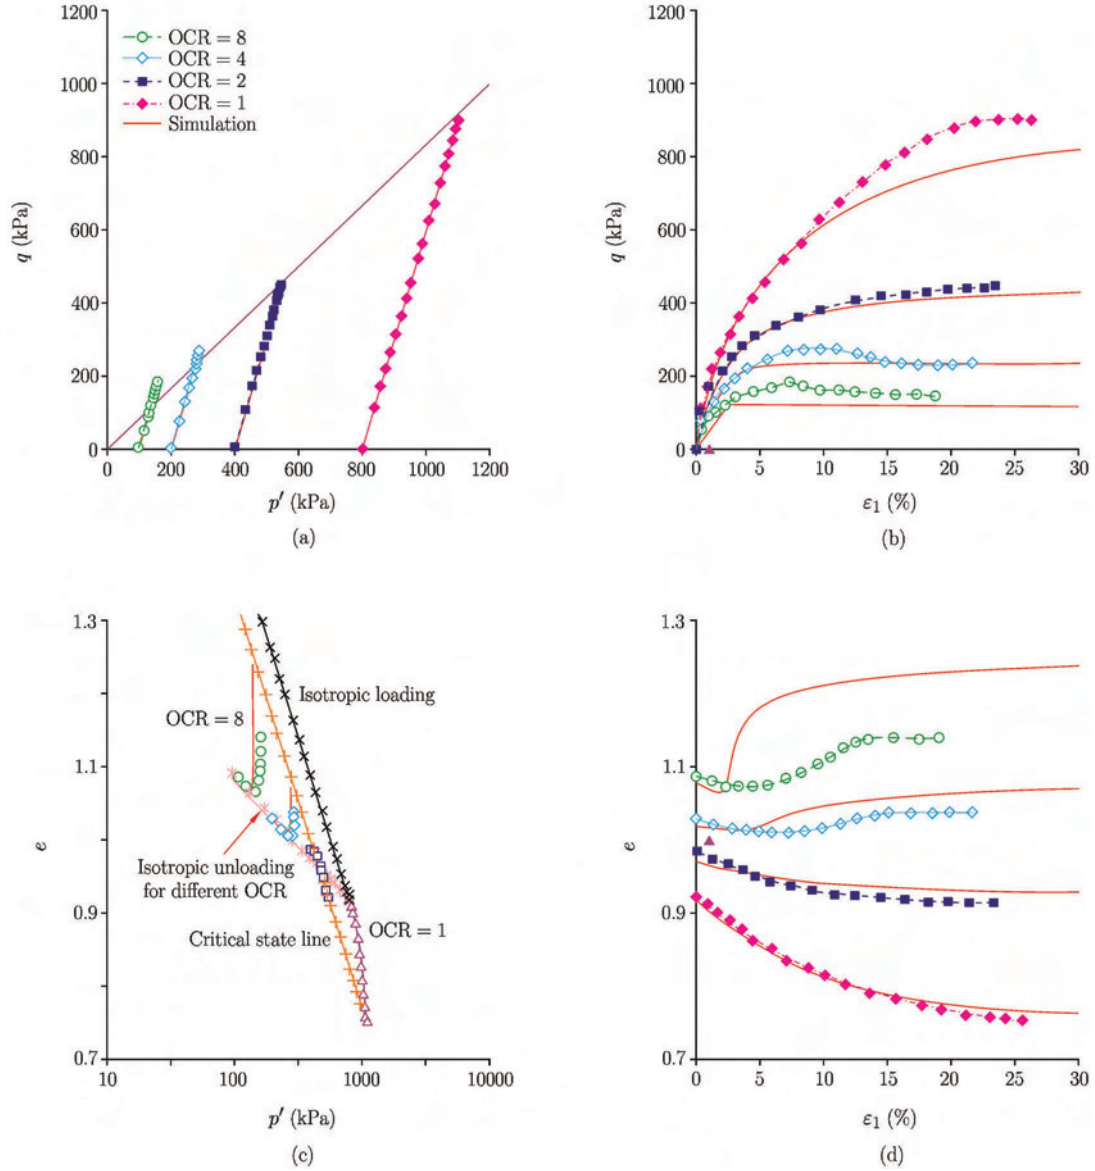 1200
1000
800
600
400
200
0
q (kPa)
OCR = 8
OCR = 4
OCR = 2
OCR = 1
Simulation
0 200 400 600 800 1000 1200
p′ (kPa)
(a)
1200
1000
800
600
400
200
0
q (kPa)
0 5 10 15 20 25 30
ε₁ (%)
(b)
1.3
1.1
0.9
0.7
e
Isotropic loading
OCR = 8
Isotropic unloading
for different OCR
Critical state line
OCR = 1
10 100 1000 10000
p′ (kPa)
(c)
1.3
1.1
0.9
0.7
e
0 5 10 15 20 25 30
ε₁ (%)
(d)